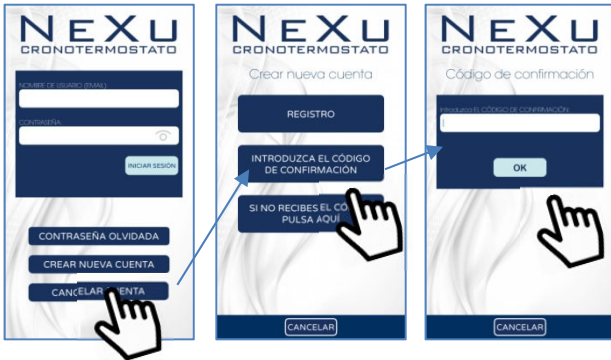 NEXU
CRONOTERMOSTATO
NOMBRE DE USUARIO (EMAIL):
CONTRASEÑA:
INICIAR SESIÓN
CONTRASEÑA OLVIDADA
CREAR NUEVA CUENTA
CANCELAR CUENTA
NEXU
CRONOTERMOSTATO
Crear nueva cuenta
REGISTRO
INTRODUZCA EL CÓDIGO
DE CONFIRMACIÓN
SI NO RECIBES EL CÓ
PULSA AQUÍ
CANCELAR
NEXU
CRONOTERMOSTATO
Código de confirmación
Introduzca EL CÓDIGO DE CONFIRMACIÓN:
OK
CANCELAR